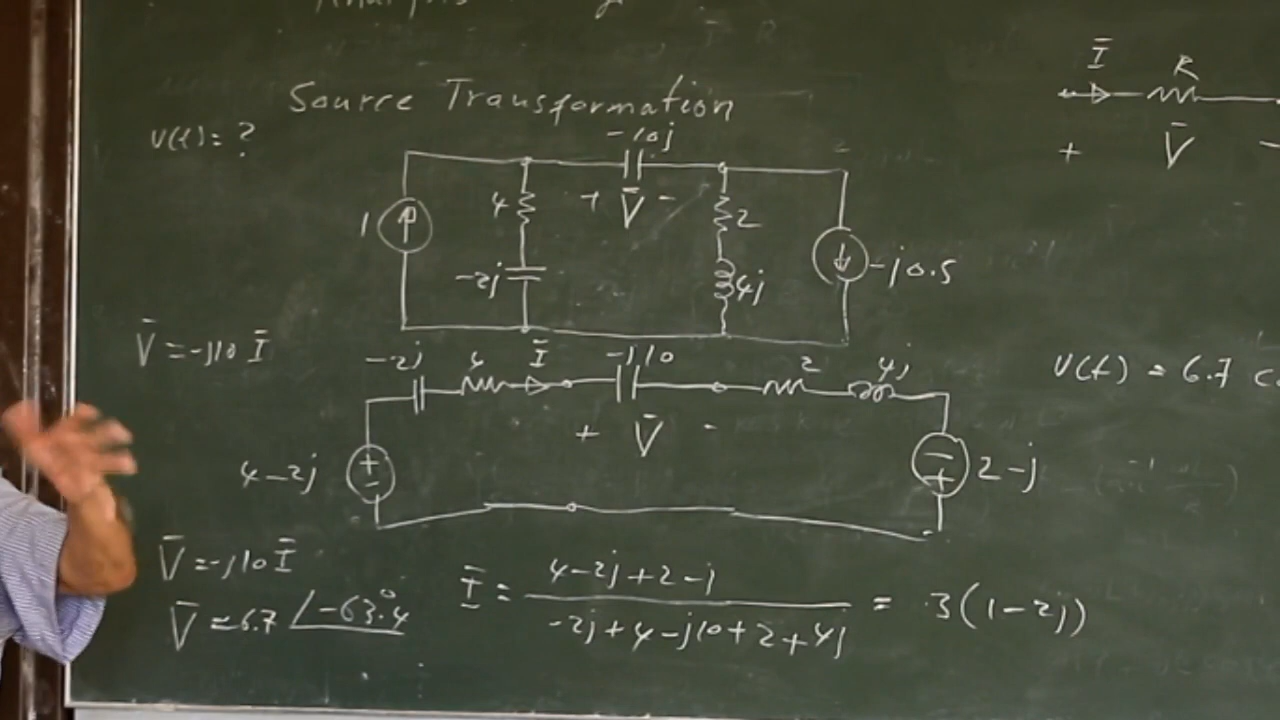 Source Transformation
v(t) = ?
-10j
1
4
+ V̄ -
2
-2j
4j
-j0.5
Ī
R
+ V̄ -
V̄ = -j10 Ī
-2j
4
Ī
-j10
2
4j
v(t) = 6.7
+ V̄ -
4-2j
+
-
-
+
2-j
V̄ = -j10 Ī
V̄ = 6.7 ∠-63.4°
Ī = (4-2j+2-j) / (-2j+4-j10+2+4j) = 3(1-2j)